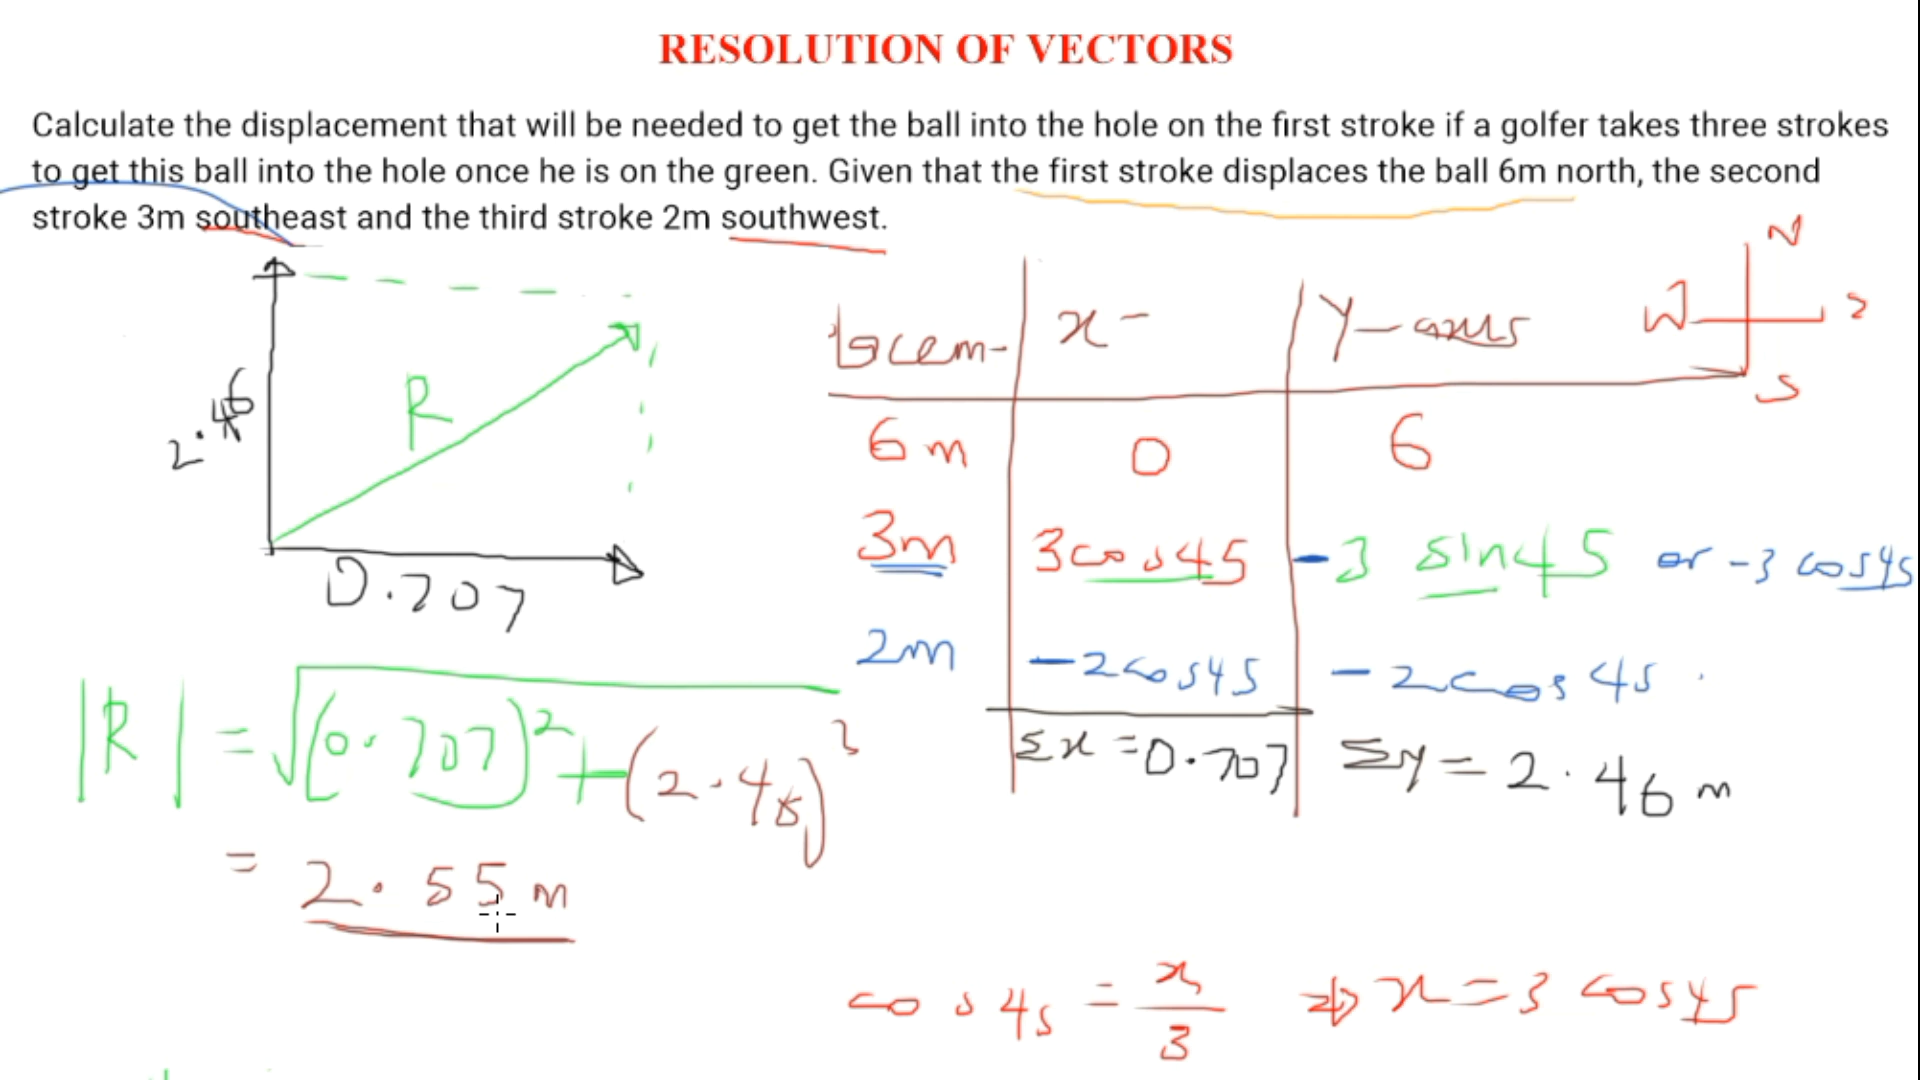 RESOLUTION OF VECTORS
Calculate the displacement that will be needed to get the ball into the hole on the first stroke if a golfer takes three strokes
to get this ball into the hole once he is on the green. Given that the first stroke displaces the ball 6m north, the second
stroke 3m southeast and the third stroke 2m southwest.
N
W
S
x - Y-axis
6m 0 6
3m 3cos45 -3 sin45 or -3 cos45
2m -2cos45 -2cos45
Σx = 0.707 Σy = 2.46 m
2.46
R
0.707
|R| = √(0.707)² + (2.46)²
= 2.55 m
cos 45 = x/3 ⇒ x = 3 cos45